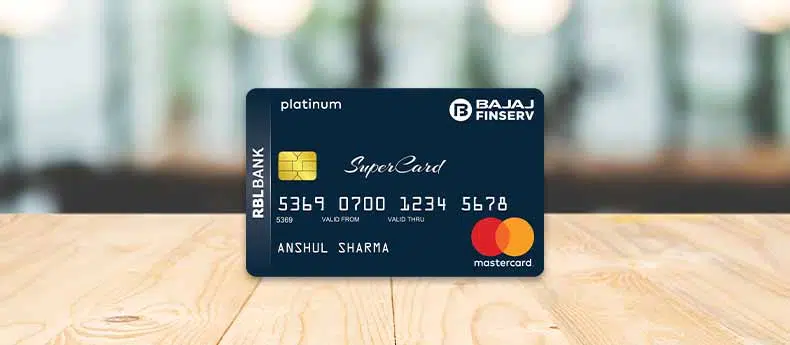 platinum
BAJAJ
FINSERV
RBLBANK
SuperCard
5369 0700 1234 5678
5369 VALID FROM VALID THRU
ANSHUL SHARMA
mastercard